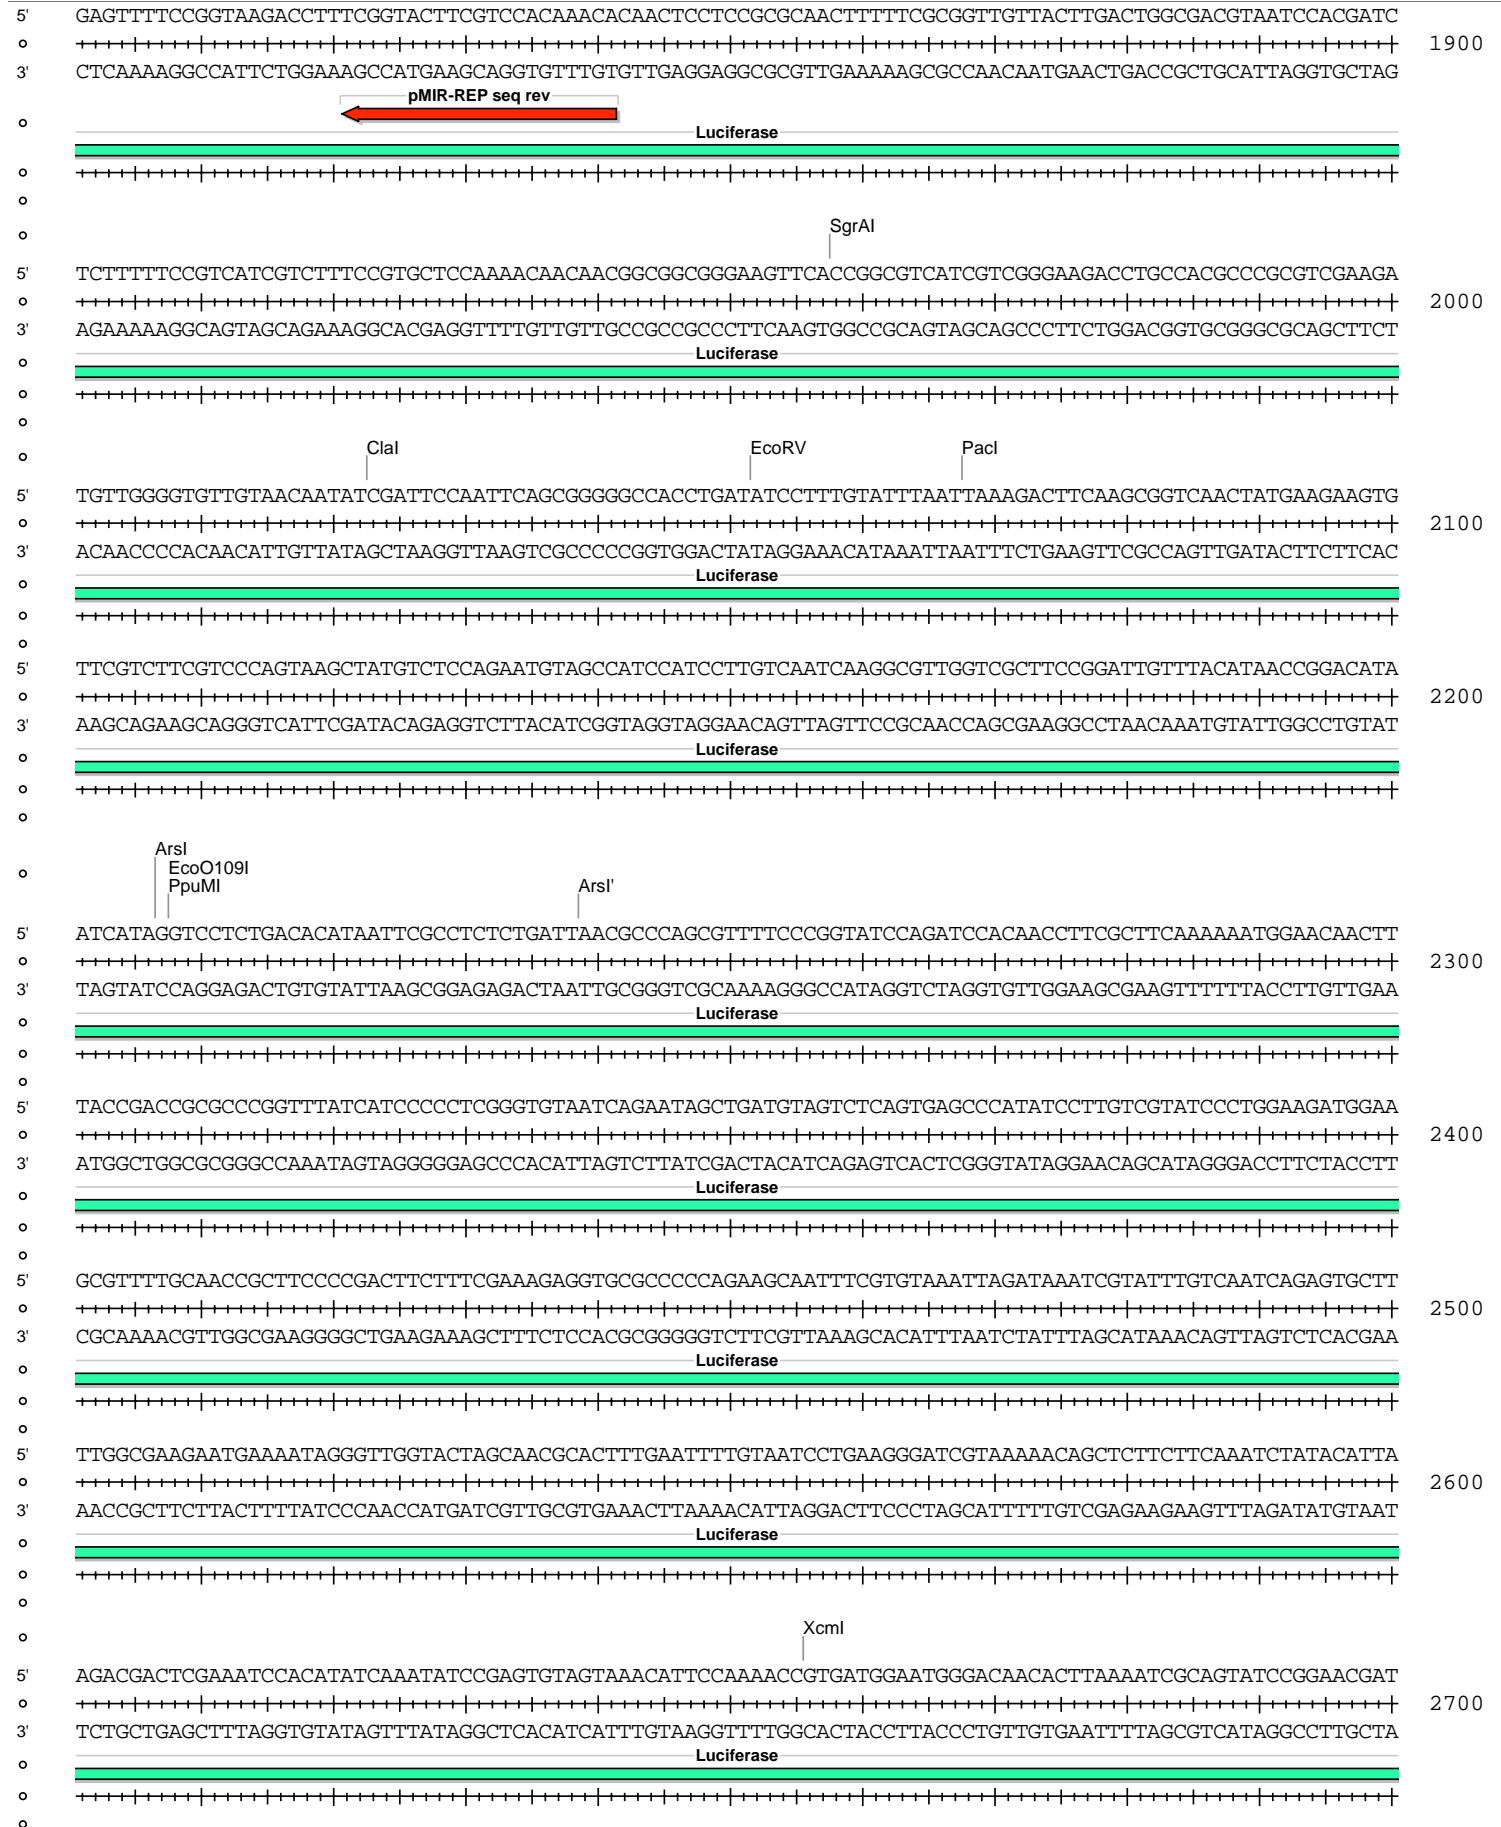 5' GAGTTTTCCGGTAAGACCTTTCGGTACTTCGTCCACAAACACAACTCCTCCGCGCAACTTTTTCGCGGTTGTTACTTGACTGGCGACGTAATCCACGATC
1900
3' CTCAAAAGGCCATTCTGGAAAGCCATGAAGCAGGTGTTTGTGTTGAGGAGGCGCGTTGAAAAAGCGCCAACAATGAACTGACCGCTGCATTAGGTGCTAG
pMIR-REP seq rev
Luciferase
SgrAI
5' TCTTTTTCCGTCATCGTCTTTCCGTGCTCCAAAACAACAACGGCGGCGGGAAGTTCACCGGCGTCATCGTCGGGAAGACCTGCCACGCCCGCGTCGAAGA
2000
3' AGAAAAAGGCAGTAGCAGAAAGGCACGAGGTTTTGTTGTTGCCGCCGCCCTTCAAGTGGCCGCAGTAGCAGCCCTTCTGGACGGTGCGGGCGCAGCTTCT
Luciferase
ClaI EcoRV PacI
5' TGTTGGGGTGTTGTAACAATATCGATTCCAATTCAGCGGGGGCCACCTGATATCCTTTGTATTTAATTAAAGACTTCAAGCGGTCAACTATGAAGAAGTG
2100
3' ACAACCCCACAACATTGTTATAGCTAAGGTTAAGTCGCCCCCGGTGGACTATAGGAAACATAAATTAATTTCTGAAGTTCGCCAGTTGATACTTCTTCAC
Luciferase
5' TTCGTCTTCGTCCCAGTAAGCTATGTCTCCAGAATGTAGCCATCCATCCTTGTCAATCAAGGCGTTGGTCGCTTCCGGATTGTTTACATAACCGGACATA
2200
3' AAGCAGAAGCAGGGTCATTCGATACAGAGGTCTTACATCGGTAGGTAGGAACAGTTAGTTCCGCAACCAGCGAAGGCCTAACAAATGTATTGGCCTGTAT
Luciferase
ArsI
EcoO109I
PpuMI ArsI'
5' ATCATAGGTCCTCTGACACATAATTCGCCTCTCTGATTAACGCCCAGCGTTTTCCCGGTATCCAGATCCACAACCTTCGCTTCAAAAAATGGAACAACTT
2300
3' TAGTATCCAGGAGACTGTGTATTAAGCGGAGAGACTAATTGCGGGTCGCAAAAGGGCCATAGGTCTAGGTGTTGGAAGCGAAGTTTTTTACCTTGTTGAA
Luciferase
5' TACCGACCGCGCCCGGTTTATCATCCCCCTCGGGTGTAATCAGAATAGCTGATGTAGTCTCAGTGAGCCCATATCCTTGTCGTATCCCTGGAAGATGGAA
2400
3' ATGGCTGGCGCGGGCCAAATAGTAGGGGGAGCCCACATTAGTCTTATCGACTACATCAGAGTCACTCGGGTATAGGAACAGCATAGGGACCTTCTACCTT
Luciferase
5' GCGTTTTGCAACCGCTTCCCCGACTTCTTTCGAAAGAGGTGCGCCCCCAGAAGCAATTTCGTGTAAATTAGATAAATCGTATTTGTCAATCAGAGTGCTT
2500
3' CGCAAAACGTTGGCGAAGGGGCTGAAGAAAGCTTTCTCCACGCGGGGGTCTTCGTTAAAGCACATTTAATCTATTTAGCATAAACAGTTAGTCTCACGAA
Luciferase
5' TTGGCGAAGAATGAAAATAGGGTTGGTACTAGCAACGCACTTTGAATTTTGTAATCCTGAAGGGATCGTAAAAACAGCTCTTCTTCAAATCTATACATTA
2600
3' AACCGCTTCTTACTTTTATCCCAACCATGATCGTTGCGTGAAACTTAAAACATTAGGACTTCCCTAGCATTTTTGTCGAGAAGAAGTTTAGATATGTAAT
Luciferase
XcmI
5' AGACGACTCGAAATCCACATATCAAATATCCGAGTGTAGTAAACATTCCAAAACCGTGATGGAATGGGACAACACTTAAAATCGCAGTATCCGGAACGAT
2700
3' TCTGCTGAGCTTTAGGTGTATAGTTTATAGGCTCACATCATTTGTAAGGTTTTGGCACTACCTTACCCTGTTGTGAATTTTAGCGTCATAGGCCTTGCTA
Luciferase